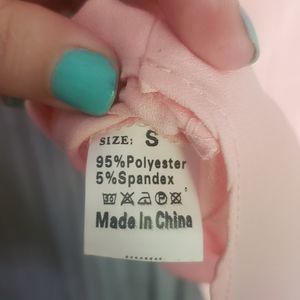 SIZE: S
95%Polyester
5%Spandex
Made In China